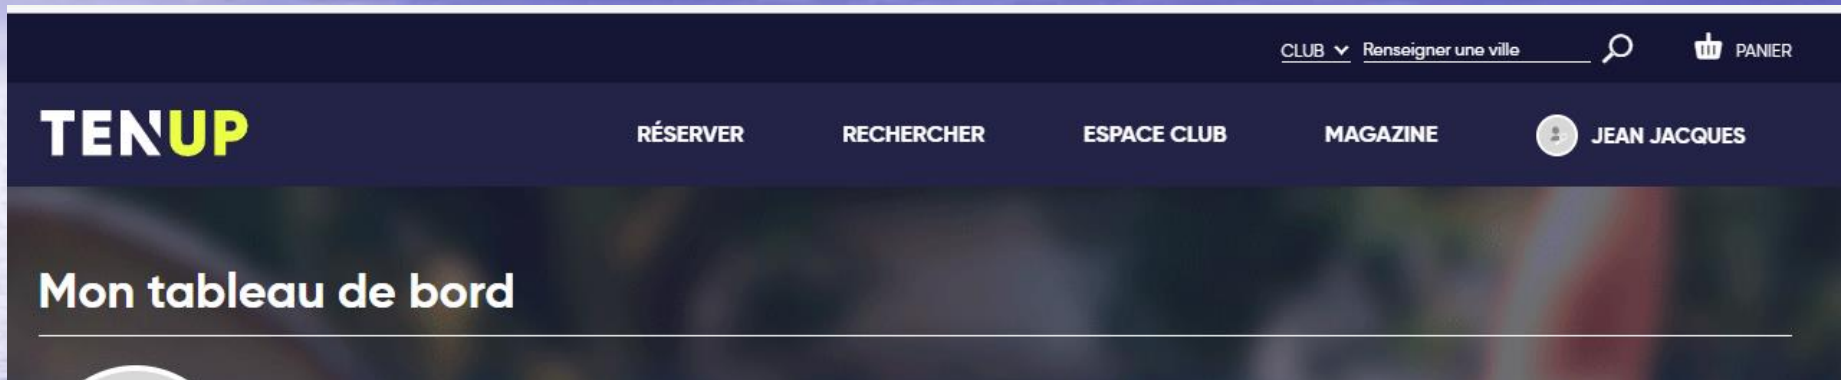 CLUB Renseigner une ville PANIER
TENUP RÉSERVER RECHERCHER ESPACE CLUB MAGAZINE JEAN JACQUES
Mon tableau de bord